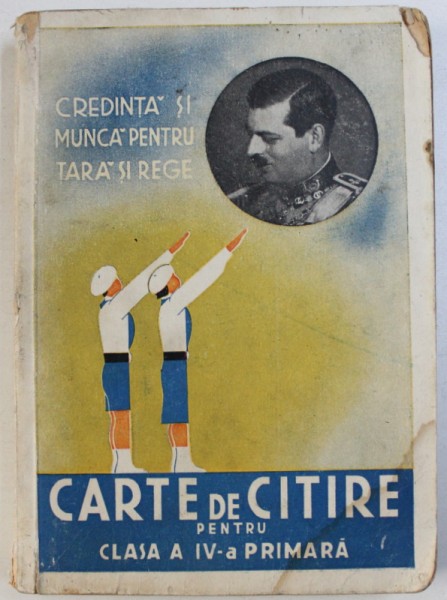 CREDINȚĂ ȘI
MUNCĂ PENTRU
ȚARĂ ȘI REGE
CARTE DE CITIRE
PENTRU
CLASA A IV-a PRIMARĂ